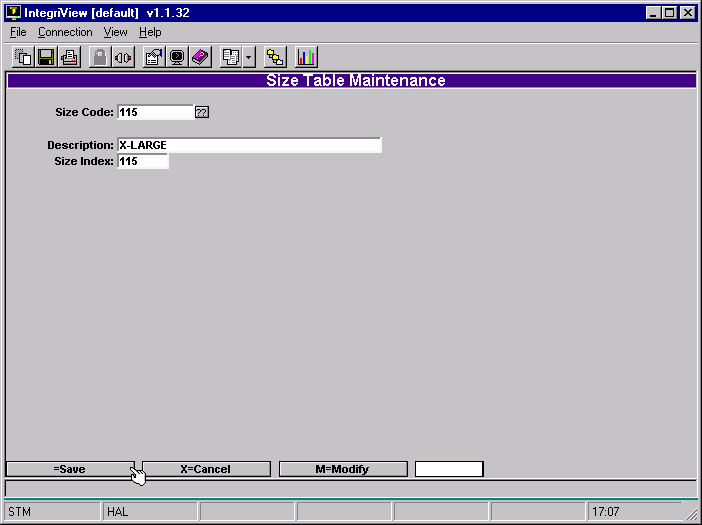 IntegriView [default] v1.1.32
File Connection View Help
Size Table Maintenance
Size Code: 115 ??
Description: X-LARGE
Size Index: 115
=Save X=Cancel M=Modify
STM HAL 17:07